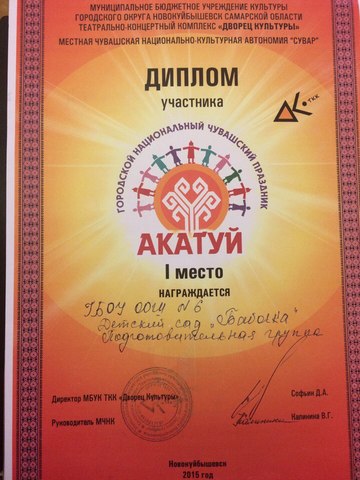 МУНИЦИПАЛЬНОЕ БЮДЖЕТНОЕ УЧРЕЖДЕНИЕ КУЛЬТУРЫ
ГОРОДСКОГО ОКРУГА НОВОКУЙБЫШЕВСК САМАРСКОЙ ОБЛАСТИ
ТЕАТРАЛЬНО-КОНЦЕРТНЫЙ КОМПЛЕКС «ДВОРЕЦ КУЛЬТУРЫ»
МЕСТНАЯ ЧУВАШСКАЯ НАЦИОНАЛЬНО-КУЛЬТУРНАЯ АВТОНОМИЯ "СУВАР"
ДИПЛОМ
участника
ДК ТКК
ГОРОДСКОЙ НАЦИОНАЛЬНЫЙ ЧУВАШСКИЙ ПРАЗДНИК
АКАТУЙ
I место
НАГРАЖДАЕТСЯ
ГБОУ ООШ №6
Детский сад „Бабочка"
Подготовительная группа
Директор МБУК ТКК «Дворец Культуры»
Софьин Д.А.
Руководитель МЧНК
Калинина В.Г.
Новокуйбышевск
2015 год